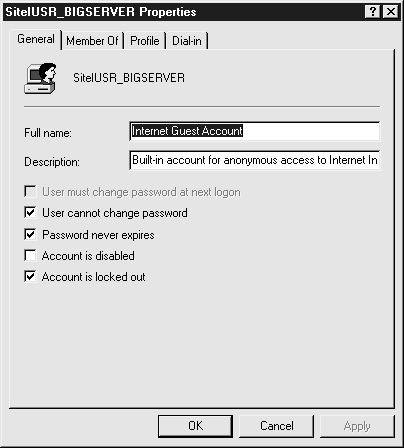 SiteIUSR_BIGSERVER Properties
General Member Of Profile Dial-in
SiteIUSR_BIGSERVER
Full name: Internet Guest Account
Description: Built-in account for anonymous access to Internet In
User must change password at next logon
User cannot change password
Password never expires
Account is disabled
Account is locked out
OK Cancel Apply